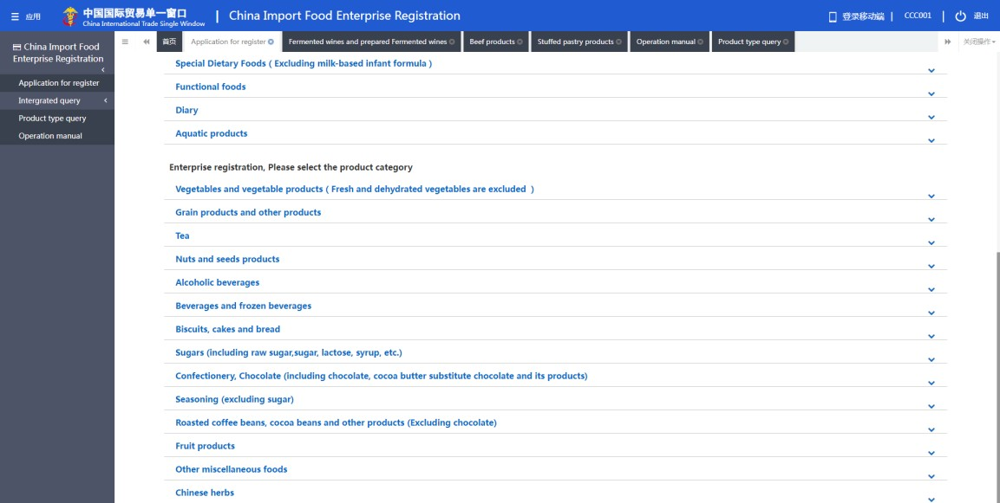 应用
中国国际贸易单一窗口
China International Trade Single Window
China Import Food Enterprise Registration
登录移动端
CCC001
退出
China Import Food
Enterprise Registration
Application for register
Intergrated query
Product type query
Operation manual
首页
Application for register
Fermented wines and prepared Fermented wines
Beef products
Stuffed pastry products
Operation manual
Product type query
关闭操作
Special Dietary Foods ( Excluding milk-based infant formula )
Functional foods
Diary
Aquatic products
Enterprise registration, Please select the product category
Vegetables and vegetable products ( Fresh and dehydrated vegetables are excluded )
Grain products and other products
Tea
Nuts and seeds products
Alcoholic beverages
Beverages and frozen beverages
Biscuits, cakes and bread
Sugars (including raw sugar,sugar, lactose, syrup, etc.)
Confectionery, Chocolate (including chocolate, cocoa butter substitute chocolate and its products)
Seasoning (excluding sugar)
Roasted coffee beans, cocoa beans and other products (Excluding chocolate)
Fruit products
Other miscellaneous foods
Chinese herbs